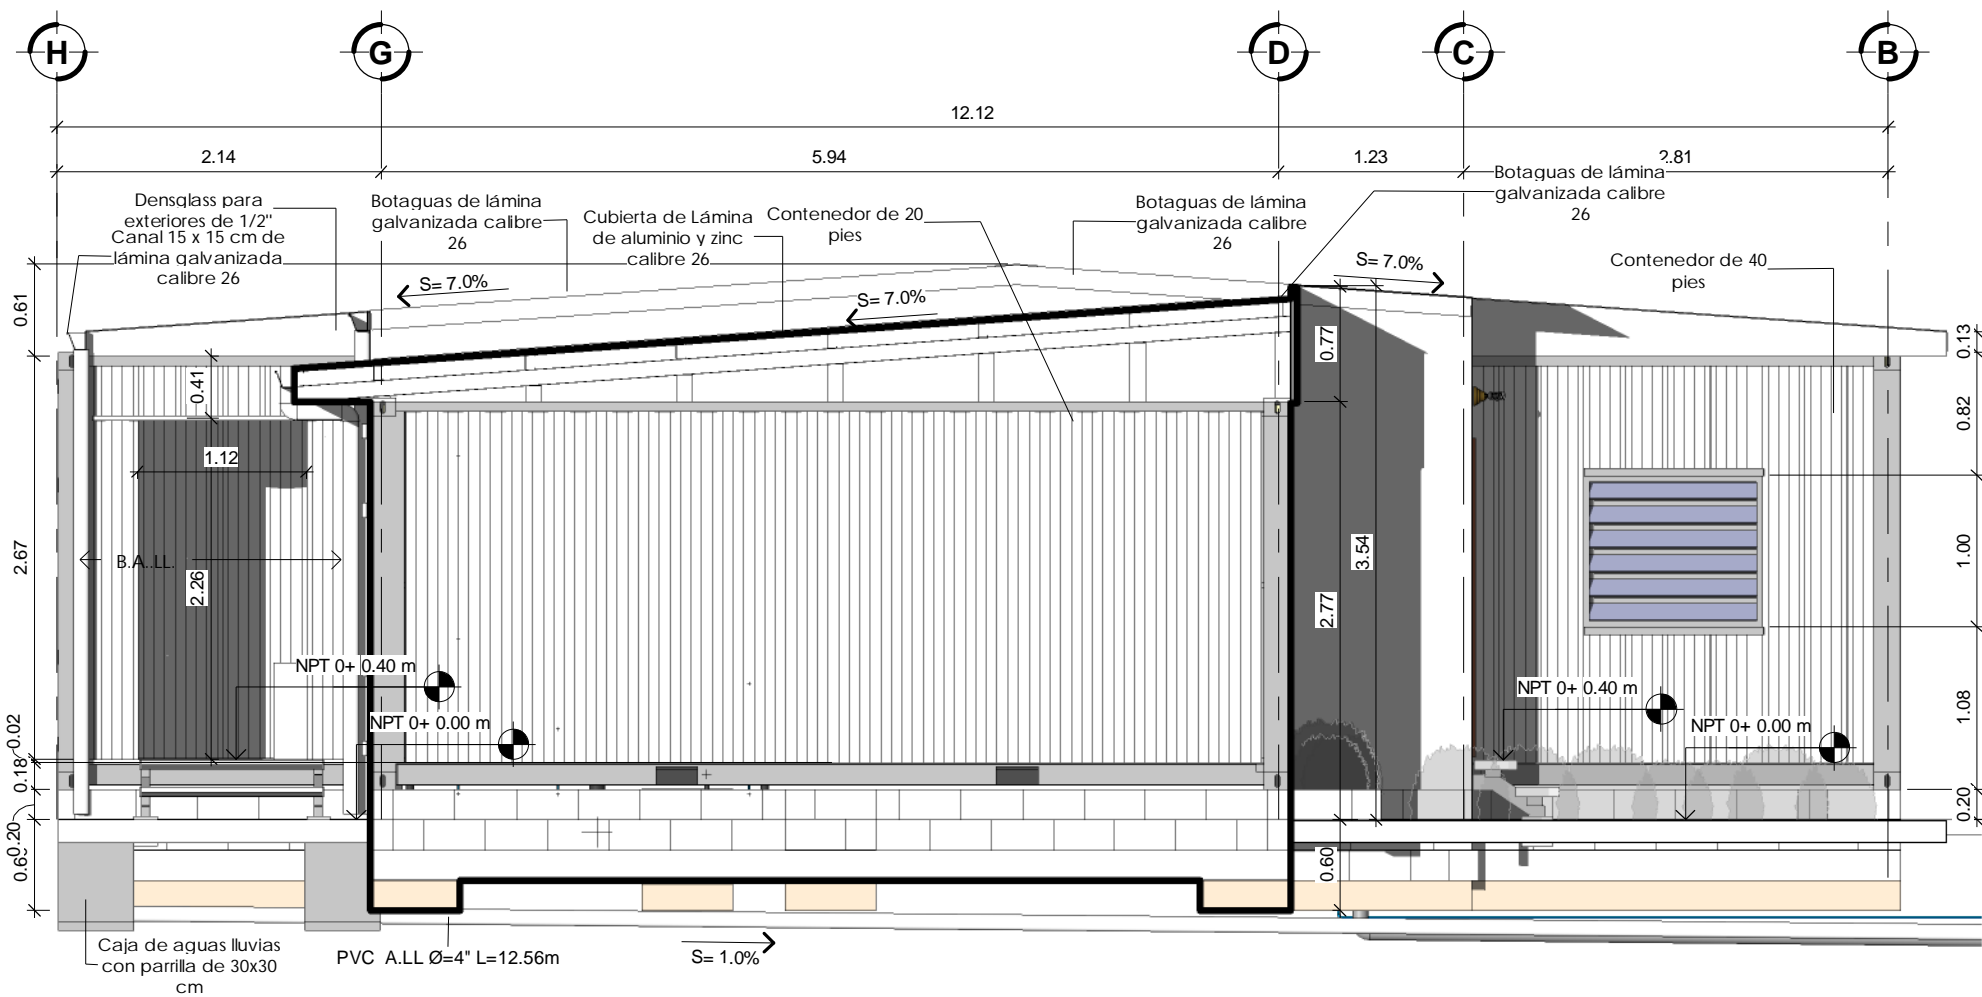 H
G
D
C
B
12.12
2.14
5.94
1.23
2.81
Densglass para
exteriores de 1/2"
Canal 15 x 15 cm de
lámina galvanizada
calibre 26
Botaguas de lámina
galvanizada calibre
26
Cubierta de Lámina
de aluminio y zinc
calibre 26
Contenedor de 20
pies
Botaguas de lámina
galvanizada calibre
26
Botaguas de lámina
galvanizada calibre
26
Contenedor de 40
pies
S= 7.0%
S= 7.0%
S= 7.0%
0.61
0.41
0.77
0.13
0.82
1.12
2.67
B.A..LL.
2.26
3.54
2.77
1.00
NPT 0+ 0.40 m
NPT 0+ 0.00 m
NPT 0+ 0.40 m
NPT 0+ 0.00 m
1.08
0.02
0.18
0.20
0.20
0.60
Caja de aguas lluvias
con parrilla de 30x30
cm
PVC A.LL Ø=4" L=12.56m
S= 1.0%